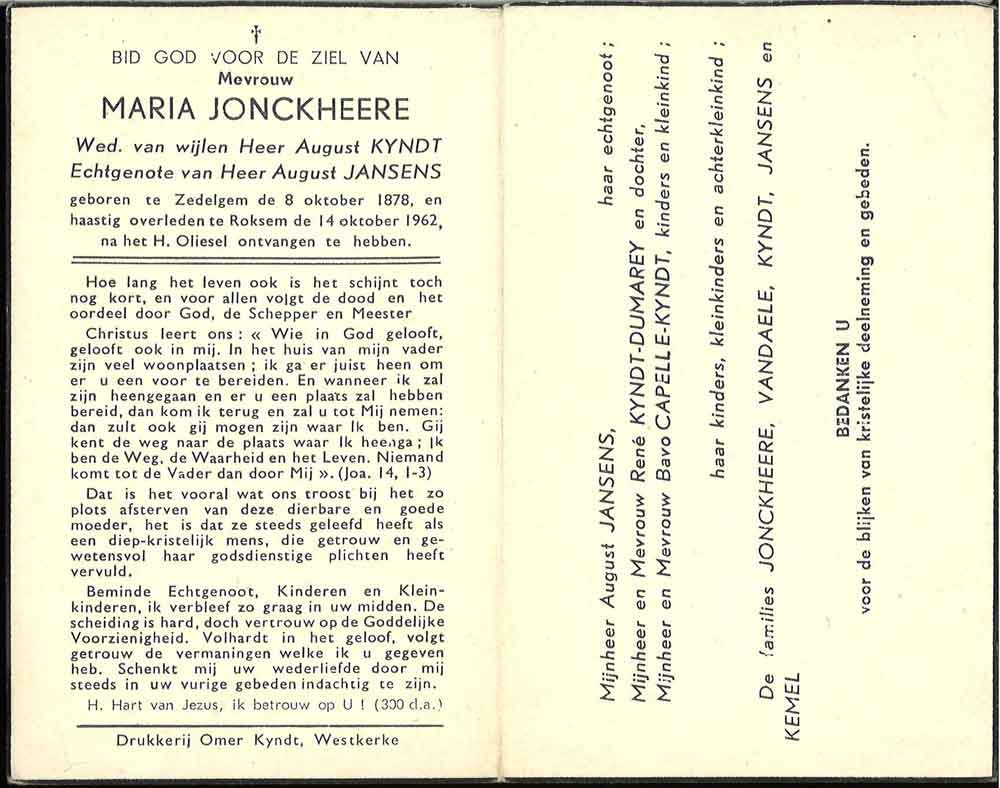 †
BID GOD VOOR DE ZIEL VAN
Mevrouw
MARIA JONCKHEERE
Wed. van wijlen Heer August KYNDT
Echtgenote van Heer August JANSENS
geboren te Zedelgem de 8 oktober 1878, en
haastig overleden te Roksem de 14 oktober 1962,
na het H. Oliesel ontvangen te hebben.
Hoe lang het leven ook is het schijnt toch
nog kort, en voor allen volgt de dood en het
oordeel door God, de Schepper en Meester
Christus leert ons : « Wie in God gelooft,
gelooft ook in mij. In het huis van mijn vader
zijn veel woonplaatsen ; ik ga er juist heen om
er u een voor te bereiden. En wanneer ik zal
zijn heengegaan en er u een plaats zal hebben
bereid, dan kom ik terug en zal u tot Mij nemen:
dan zult ook gij mogen zijn waar Ik ben. Gij
kent de weg naar de plaats waar Ik heenga ; Ik
ben de Weg, de Waarheid en het Leven. Niemand
komt tot de Vader dan door Mij ». (Joa. 14, 1-3)
Dat is het vooral wat ons troost bij het zo
plots afsterven van deze dierbare en goede
moeder, het is dat ze steeds geleefd heeft als
een diep-kristelijk mens, die getrouw en ge-
wetensvol haar godsdienstige plichten heeft
vervuld.
Beminde Echtgenoot, Kinderen en Klein-
kinderen, ik verbleef zo graag in uw midden. De
scheiding is hard, doch vertrouw op de Goddelijke
Voorzienigheid. Volhardt in het geloof, volgt
getrouw de vermaningen welke ik u gegeven
heb. Schenkt mij uw wederliefde door mij
steeds in uw vurige gebeden indachtig te zijn.
H. Hart van Jezus, ik betrouw op U ! (300 d.a.)
Drukkerij Omer Kyndt, Westkerke
Mijnheer August JANSENS, haar echtgenoot ;
Mijnheer en Mevrouw René KYNDT-DUMAREY en dochter,
Mijnheer en Mevrouw Bavo CAPELLE-KYNDT, kinders en kleinkind ;
haar kinders, kleinkinders en achterkleinkind ;
De families JONCKHEERE, VANDAELE, KYNDT, JANSENS en
KEMEL
BEDANKEN U
voor de blijken van kristelijke deelneming en gebeden.